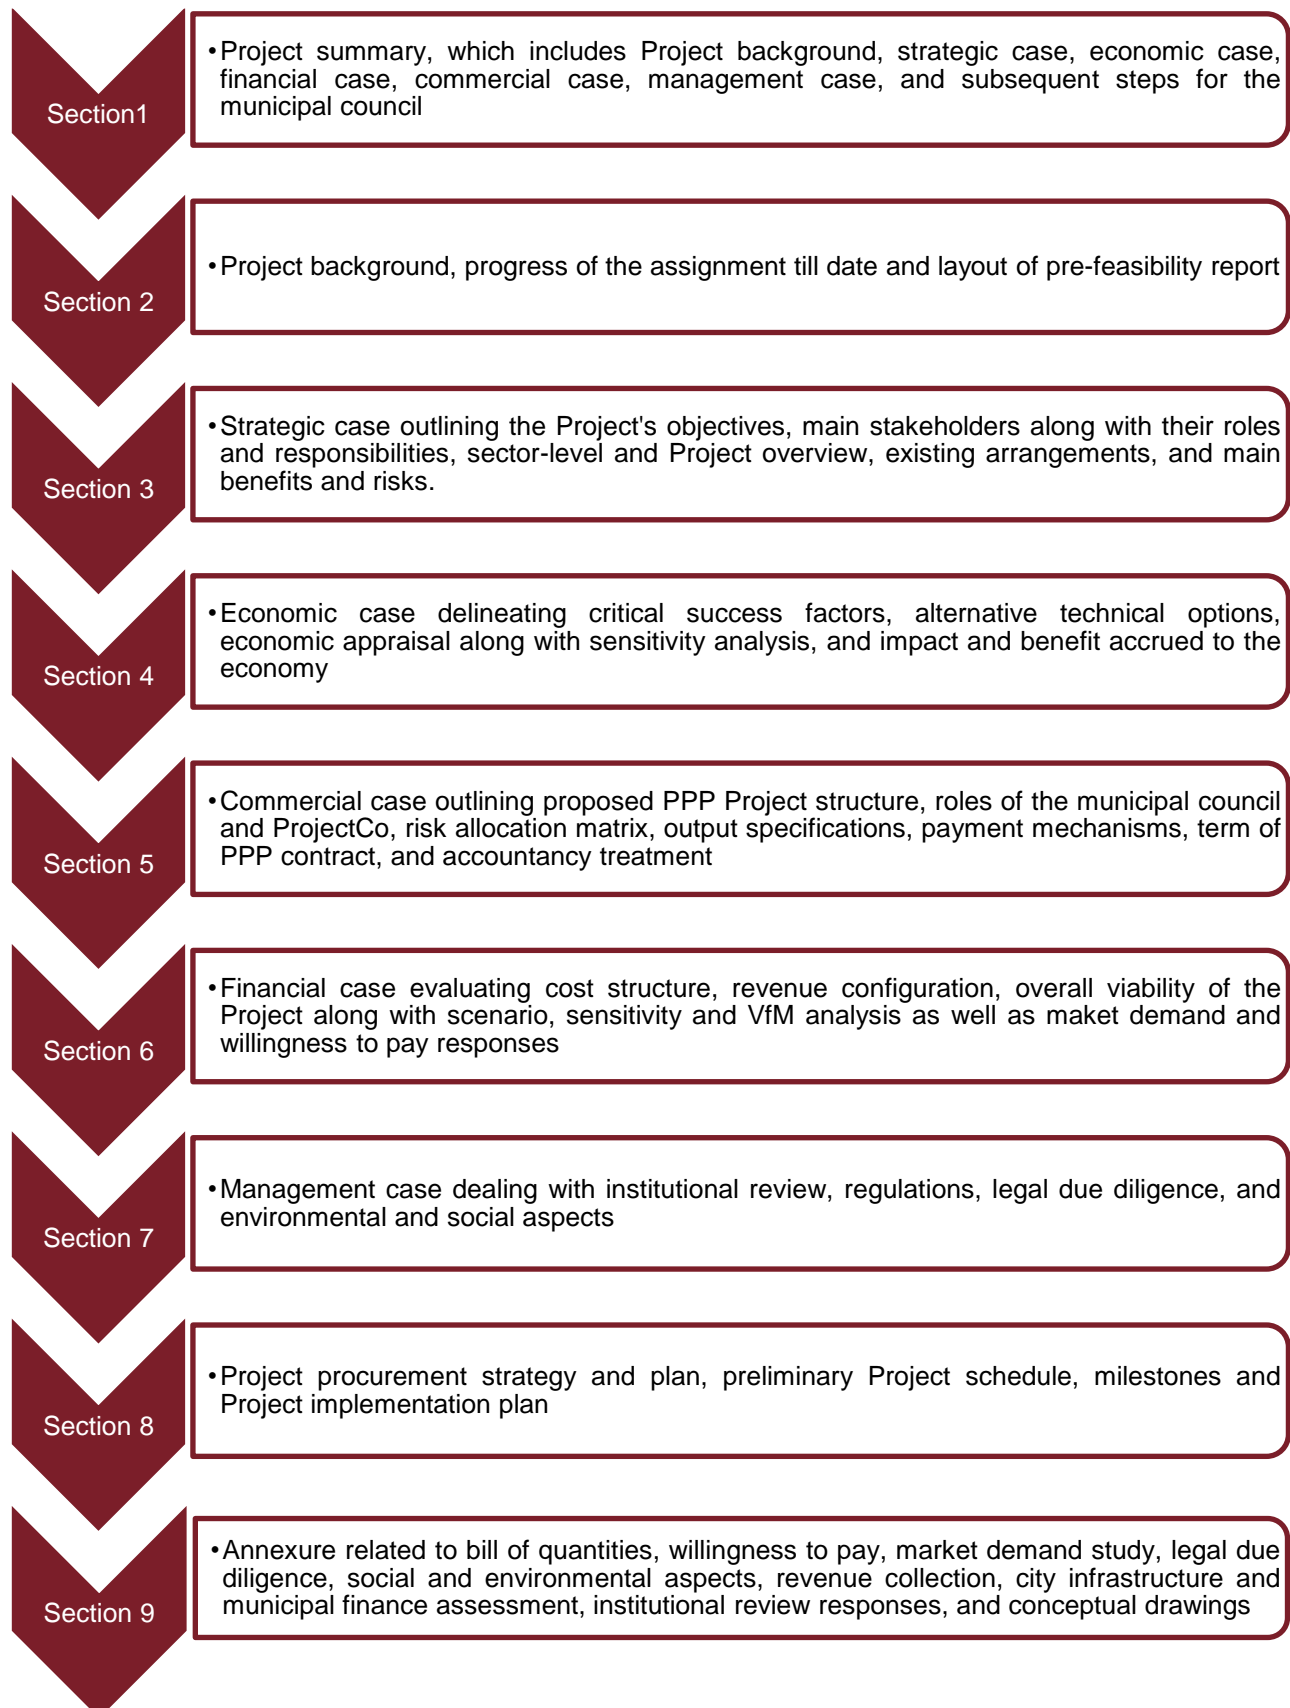 Section1
•Project summary, which includes Project background, strategic case, economic case,
financial case, commercial case, management case, and subsequent steps for the
municipal council
Section 2
•Project background, progress of the assignment till date and layout of pre-feasibility report
Section 3
•Strategic case outlining the Project's objectives, main stakeholders along with their roles
and responsibilities, sector-level and Project overview, existing arrangements, and main
benefits and risks.
Section 4
•Economic case delineating critical success factors, alternative technical options,
economic appraisal along with sensitivity analysis, and impact and benefit accrued to the
economy
Section 5
•Commercial case outlining proposed PPP Project structure, roles of the municipal council
and ProjectCo, risk allocation matrix, output specifications, payment mechanisms, term of
PPP contract, and accountancy treatment
Section 6
•Financial case evaluating cost structure, revenue configuration, overall viability of the
Project along with scenario, sensitivity and VfM analysis as well as maket demand and
willingness to pay responses
Section 7
•Management case dealing with institutional review, regulations, legal due diligence, and
environmental and social aspects
Section 8
•Project procurement strategy and plan, preliminary Project schedule, milestones and
Project implementation plan
Section 9
•Annexure related to bill of quantities, willingness to pay, market demand study, legal due
diligence, social and environmental aspects, revenue collection, city infrastructure and
municipal finance assessment, institutional review responses, and conceptual drawings